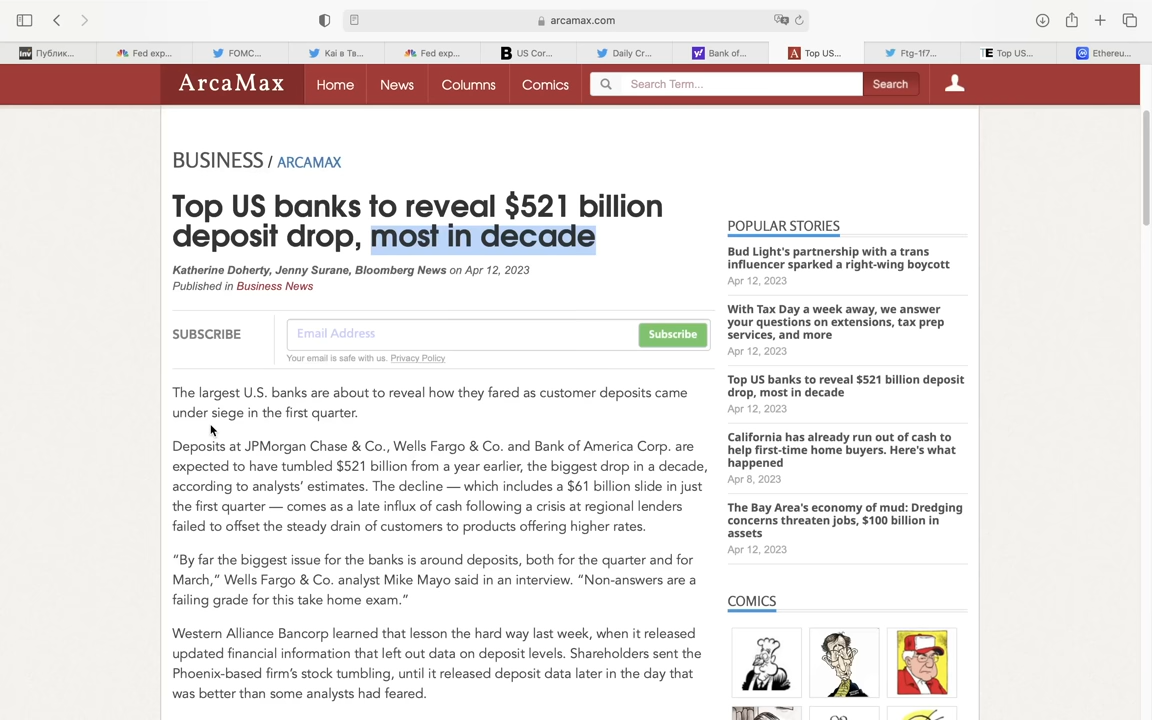 arcamax.com
Публик...
Fed exp...
FOMC...
Kai в Тв...
Fed exp...
US Cor...
Daily Cr...
Bank of...
Top US...
Ftg-1f7...
Top US...
Ethereu...
ArcaMax
Home
News
Columns
Comics
Search Term...
Search
BUSINESS / ARCAMAX
Top US banks to reveal $521 billion
deposit drop, most in decade
Katherine Doherty, Jenny Surane, Bloomberg News on Apr 12, 2023
Published in Business News
SUBSCRIBE
Email Address
Subscribe
Your email is safe with us. Privacy Policy
The largest U.S. banks are about to reveal how they fared as customer deposits came
under siege in the first quarter.
Deposits at JPMorgan Chase & Co., Wells Fargo & Co. and Bank of America Corp. are
expected to have tumbled $521 billion from a year earlier, the biggest drop in a decade,
according to analysts’ estimates. The decline — which includes a $61 billion slide in just
the first quarter — comes as a late influx of cash following a crisis at regional lenders
failed to offset the steady drain of customers to products offering higher rates.
“By far the biggest issue for the banks is around deposits, both for the quarter and for
March,” Wells Fargo & Co. analyst Mike Mayo said in an interview. “Non-answers are a
failing grade for this take home exam.”
Western Alliance Bancorp learned that lesson the hard way last week, when it released
updated financial information that left out data on deposit levels. Shareholders sent the
Phoenix-based firm’s stock tumbling, until it released deposit data later in the day that
was better than some analysts had feared.
POPULAR STORIES
Bud Light's partnership with a trans
influencer sparked a right-wing boycott
Apr 12, 2023
With Tax Day a week away, we answer
your questions on extensions, tax prep
services, and more
Apr 12, 2023
Top US banks to reveal $521 billion deposit
drop, most in decade
Apr 12, 2023
California has already run out of cash to
help first-time home buyers. Here's what
happened
Apr 8, 2023
The Bay Area's economy of mud: Dredging
concerns threaten jobs, $100 billion in
assets
Apr 12, 2023
COMICS